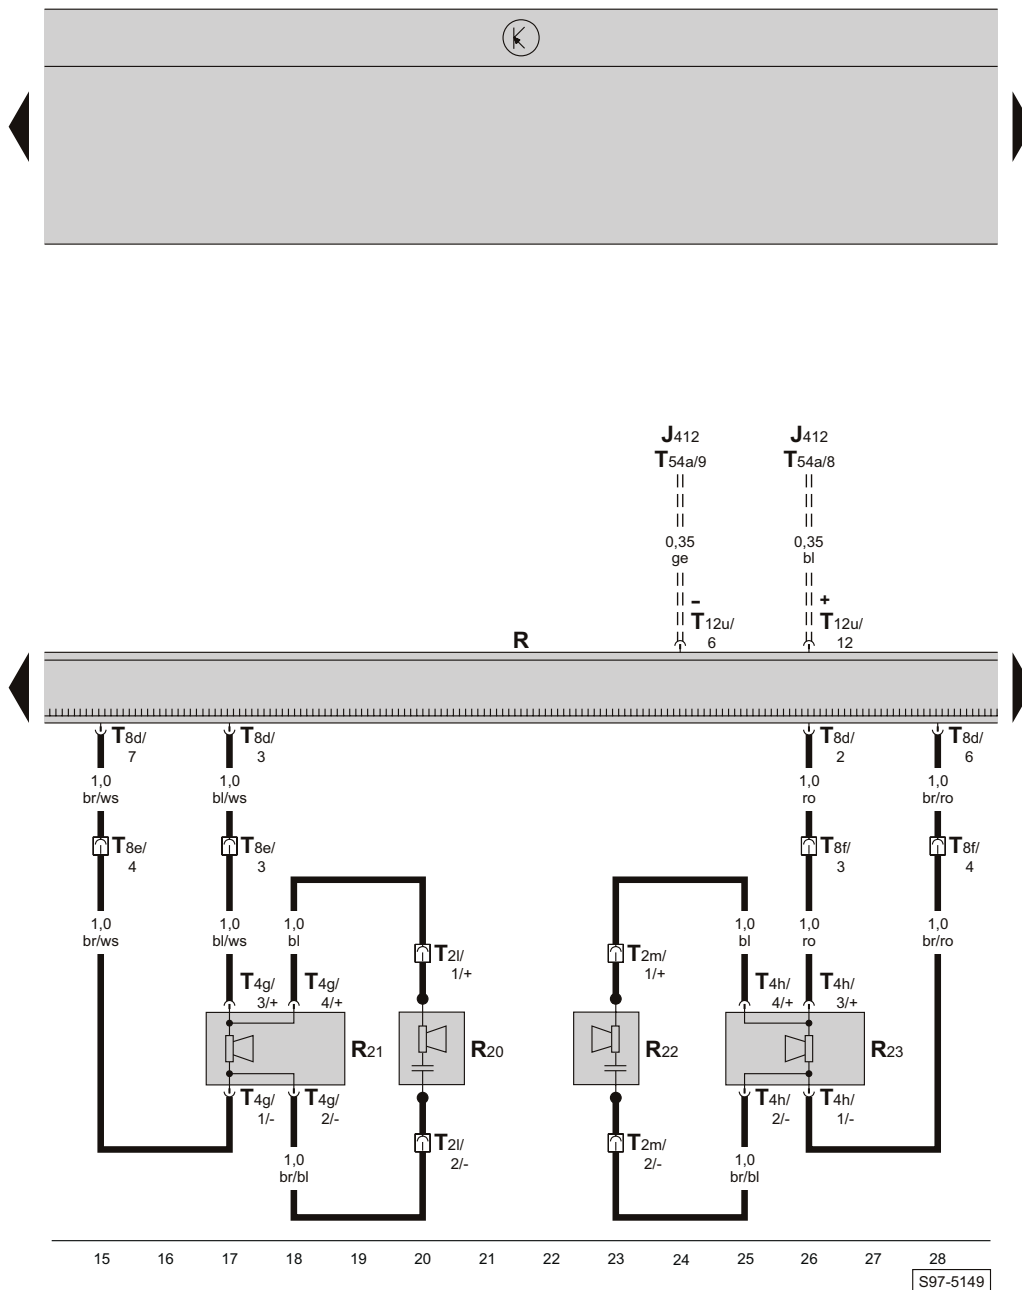 J412 J412
T54a/9 T54a/8
0,35 0,35
ge bl
- +
T12u/ T12u/
R 6 12
T8d/ T8d/ T8d/ T8d/
7 3 2 6
1,0 1,0 1,0 1,0
br/ws bl/ws ro br/ro
T8e/ T8e/ T8f/ T8f/
4 3 3 4
1,0 1,0 1,0 1,0 1,0 1,0
br/ws bl/ws bl bl ro br/ro
T2l/ T2m/
1/+ 1/+
T4g/ T4g/ T4h/ T4h/
3/+ 4/+ 4/+ 3/+
R21 R20 R22 R23
T4g/ T4g/ T4h/ T4h/
1/- 2/- 2/- 1/-
T2l/ T2m/
2/- 2/-
1,0 1,0
br/bl br/bl
15 16 17 18 19 20 21 22 23 24 25 26 27 28
S97-5149